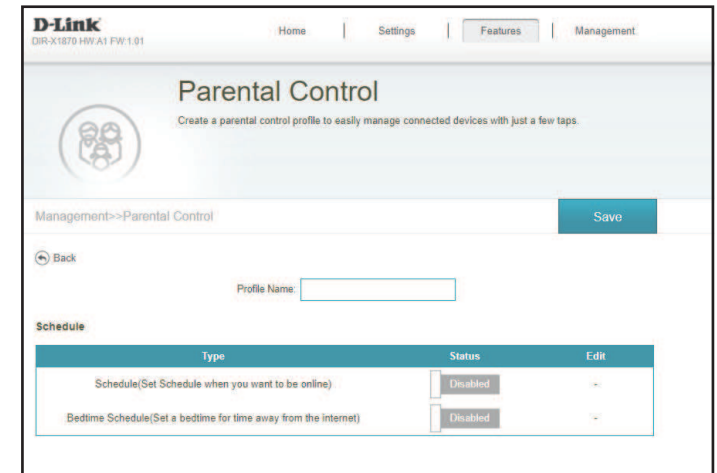 D-Link
DIR-X1870 HW:A1 FW:1.01
Home | Settings | Features | Management
Parental Control
Create a parental control profile to easily manage connected devices with just a few taps.
Management>>Parental Control
Save
Back
Profile Name:
Schedule
Type Status Edit
Schedule(Set Schedule when you want to be online) Disabled -
Bedtime Schedule(Set a bedtime for time away from the internet) Disabled -